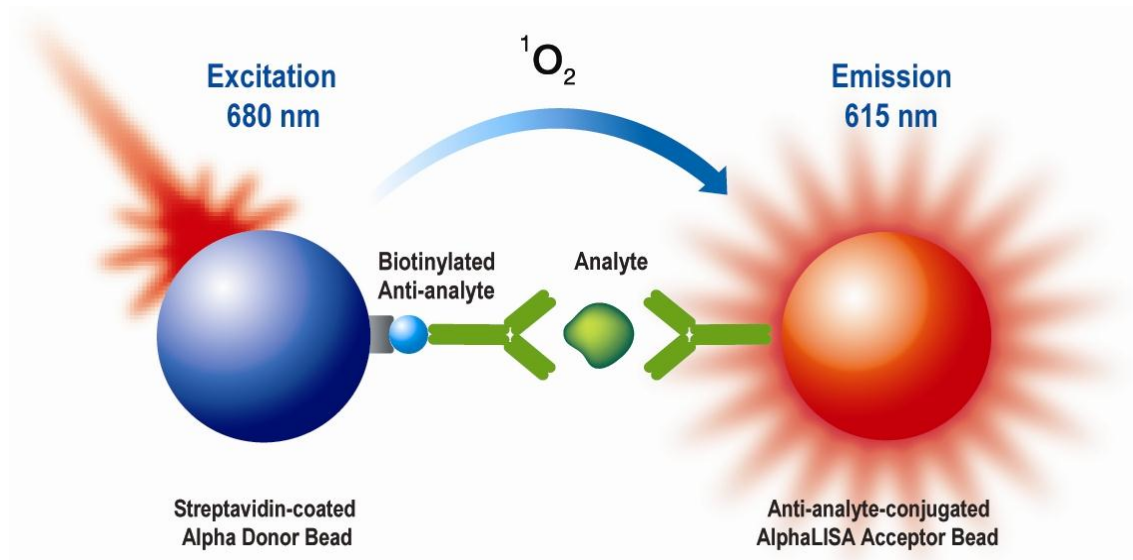 Excitation
680 nm
¹O₂
Emission
615 nm
Biotinylated
Anti-analyte
Analyte
Streptavidin-coated
Alpha Donor Bead
Anti-analyte-conjugated
AlphaLISA Acceptor Bead